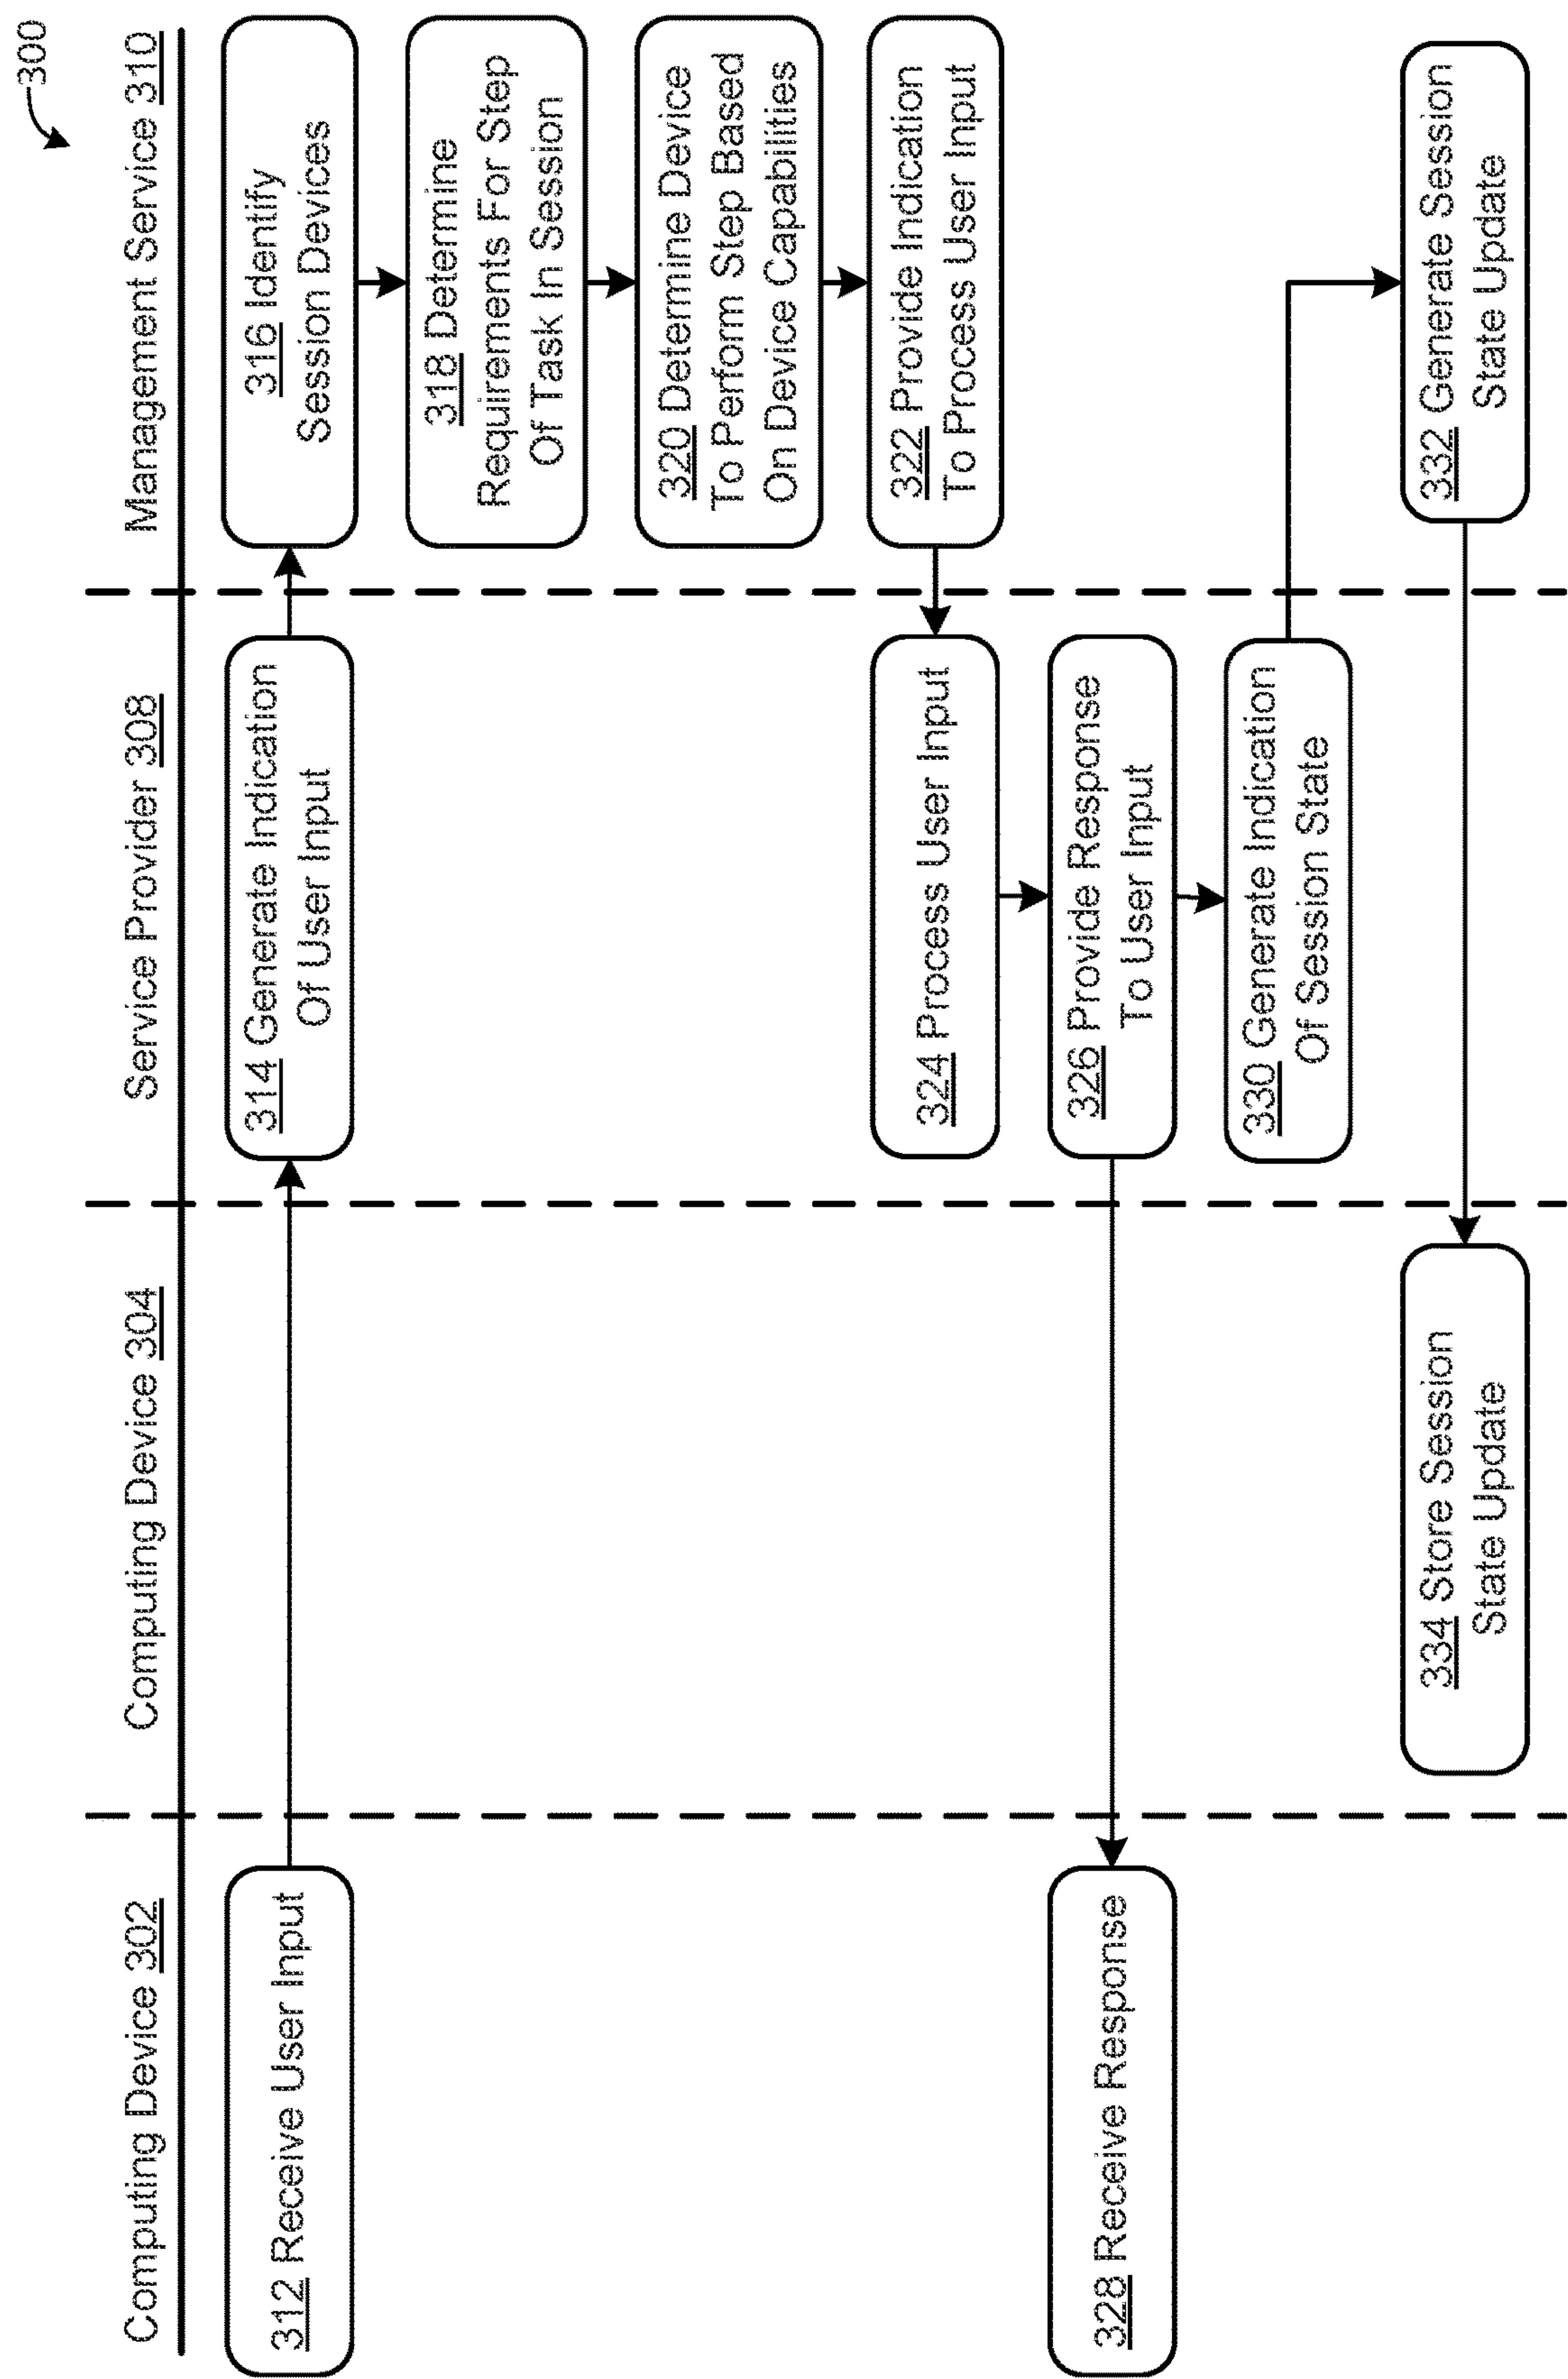 300
Computing Device 302
Computing Device 304
Service Provider 308
Management Service 310
312 Receive User Input
314 Generate Indication
Of User Input
316 Identify
Session Devices
318 Determine
Requirements For Step
Of Task In Session
320 Determine Device
To Perform Step Based
On Device Capabilities
322 Provide Indication
To Process User Input
324 Process User Input
326 Provide Response
To User Input
328 Receive Response
330 Generate Indication
Of Session State
332 Generate Session
State Update
334 Store Session
State Update